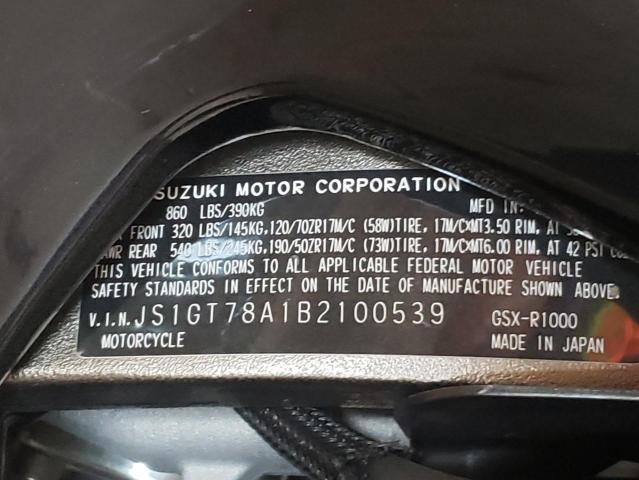 SUZUKI MOTOR CORPORATION
860 LBS/390KG MFD IN:
FRONT 320 LBS/145KG,120/70ZR17M/C (58W)TIRE, 17M/CXMT3.50 RIM, AT
REAR 540 LBS/245KG,190/50ZR17M/C (73W)TIRE, 17M/CXMT6.00 RIM, AT 42 PSI
THIS VEHICLE CONFORMS TO ALL APPLICABLE FEDERAL MOTOR VEHICLE
SAFETY STANDARDS IN EFFECT ON THE DATE OF MANUFACTURE SHOWN ABOVE.
V.I.N. JS1GT78A1B2100539 GSX-R1000
MOTORCYCLE MADE IN JAPAN